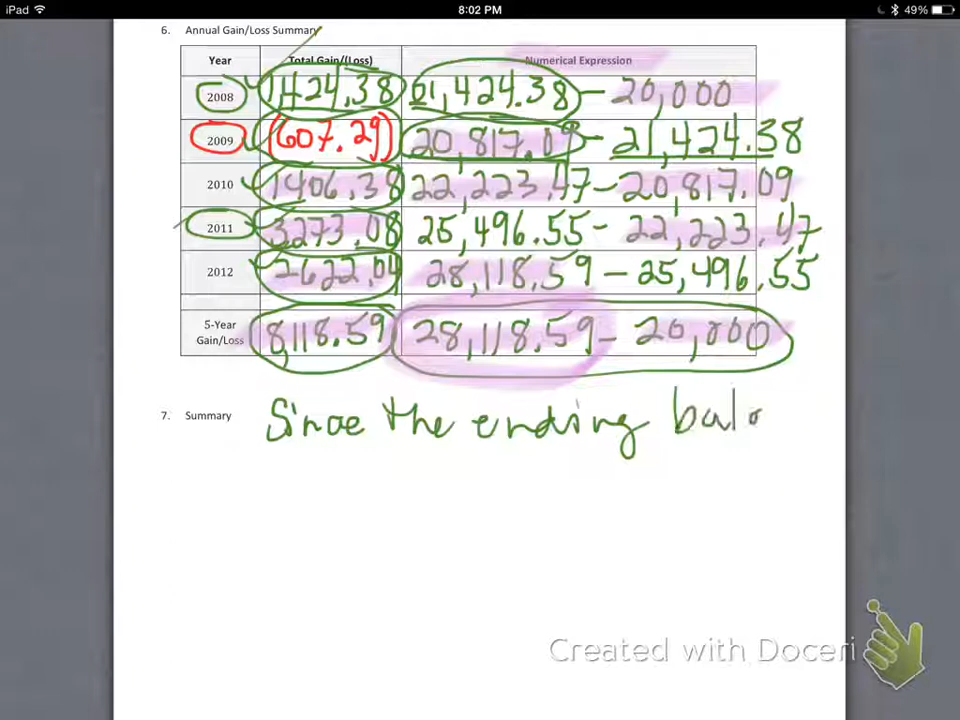 iPad 8:02 PM 49%
6. Annual Gain/Loss Summary
Year Total Gain/(Loss) Numerical Expression
2008 1424.38 21,424.38 - 20,000
2009 (607.29) 20,817.09 - 21,424.38
2010 1406.38 22,223.47 - 20,817.09
2011 3273.08 25,496.55 - 22,223.47
2012 2622.04 28,118.59 - 25,496.55
5-Year
Gain/Loss 8,118.59 28,118.59 - 20,000
7. Summary Since the ending bala
Created with Doceri